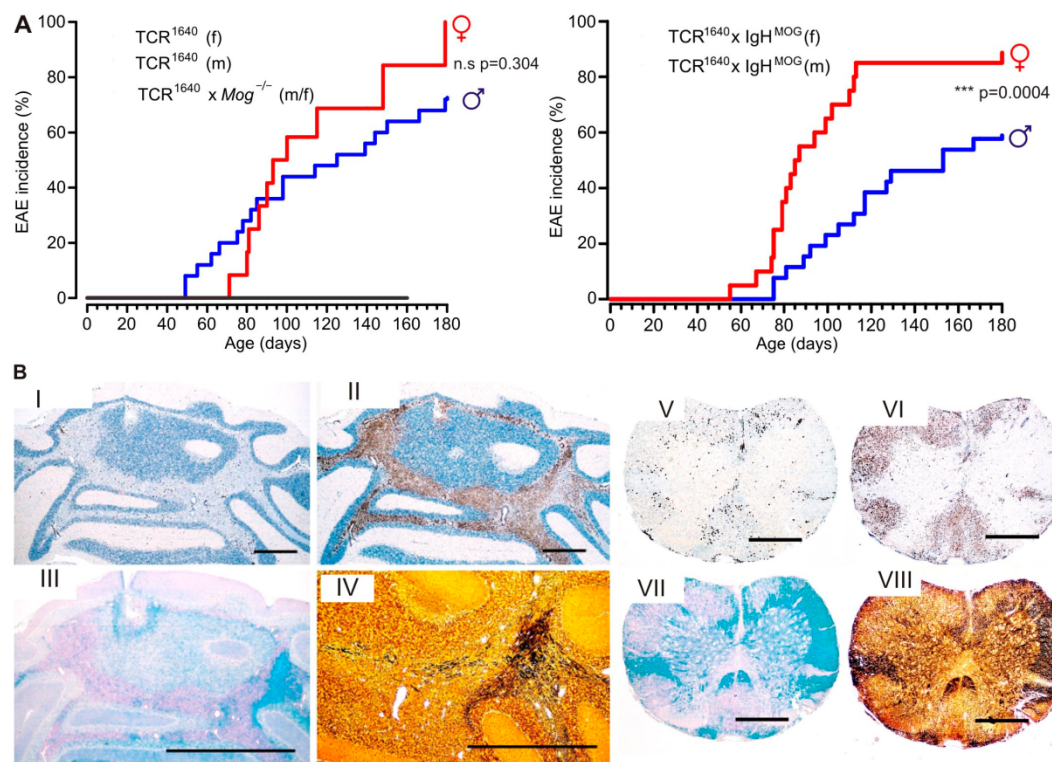 A
TCR¹⁶⁴⁰ (f)
TCR¹⁶⁴⁰ (m)
TCR¹⁶⁴⁰ x Mog⁻/⁻ (m/f)
♀
n.s p=0.304
♂
EAE incidence (%)
100
80
60
40
20
0
0 20 40 60 80 100 120 140 160 180
Age (days)
TCR¹⁶⁴⁰ x IgHᴹᴼᴳ (f)
TCR¹⁶⁴⁰ x IgHᴹᴼᴳ (m)
♀
*** p=0.0004
♂
EAE incidence (%)
100
80
60
40
20
0
0 20 40 60 80 100 120 140 160 180
Age (days)
B
I
II
V
VI
III
IV
VII
VIII